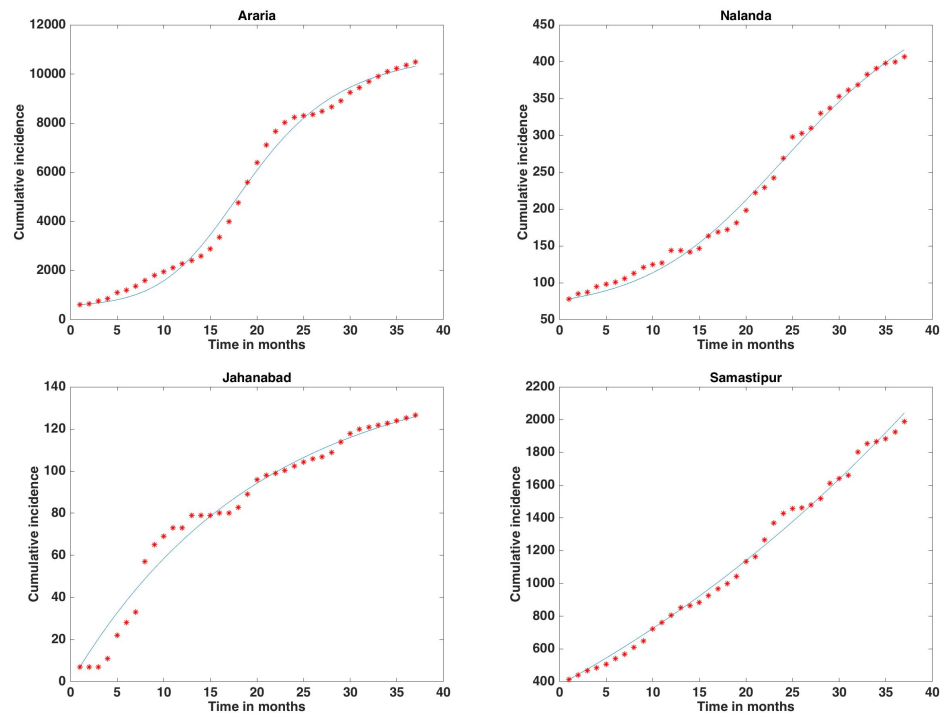 Araria
Cumulative incidence
12000
10000
8000
6000
4000
2000
0
0 5 10 15 20 25 30 35 40
Time in months
Nalanda
Cumulative incidence
450
400
350
300
250
200
150
100
50
0 5 10 15 20 25 30 35 40
Time in months
Jahanabad
Cumulative incidence
140
120
100
80
60
40
20
0
0 5 10 15 20 25 30 35 40
Time in months
Samastipur
Cumulative incidence
2200
2000
1800
1600
1400
1200
1000
800
600
400
0 5 10 15 20 25 30 35 40
Time in months